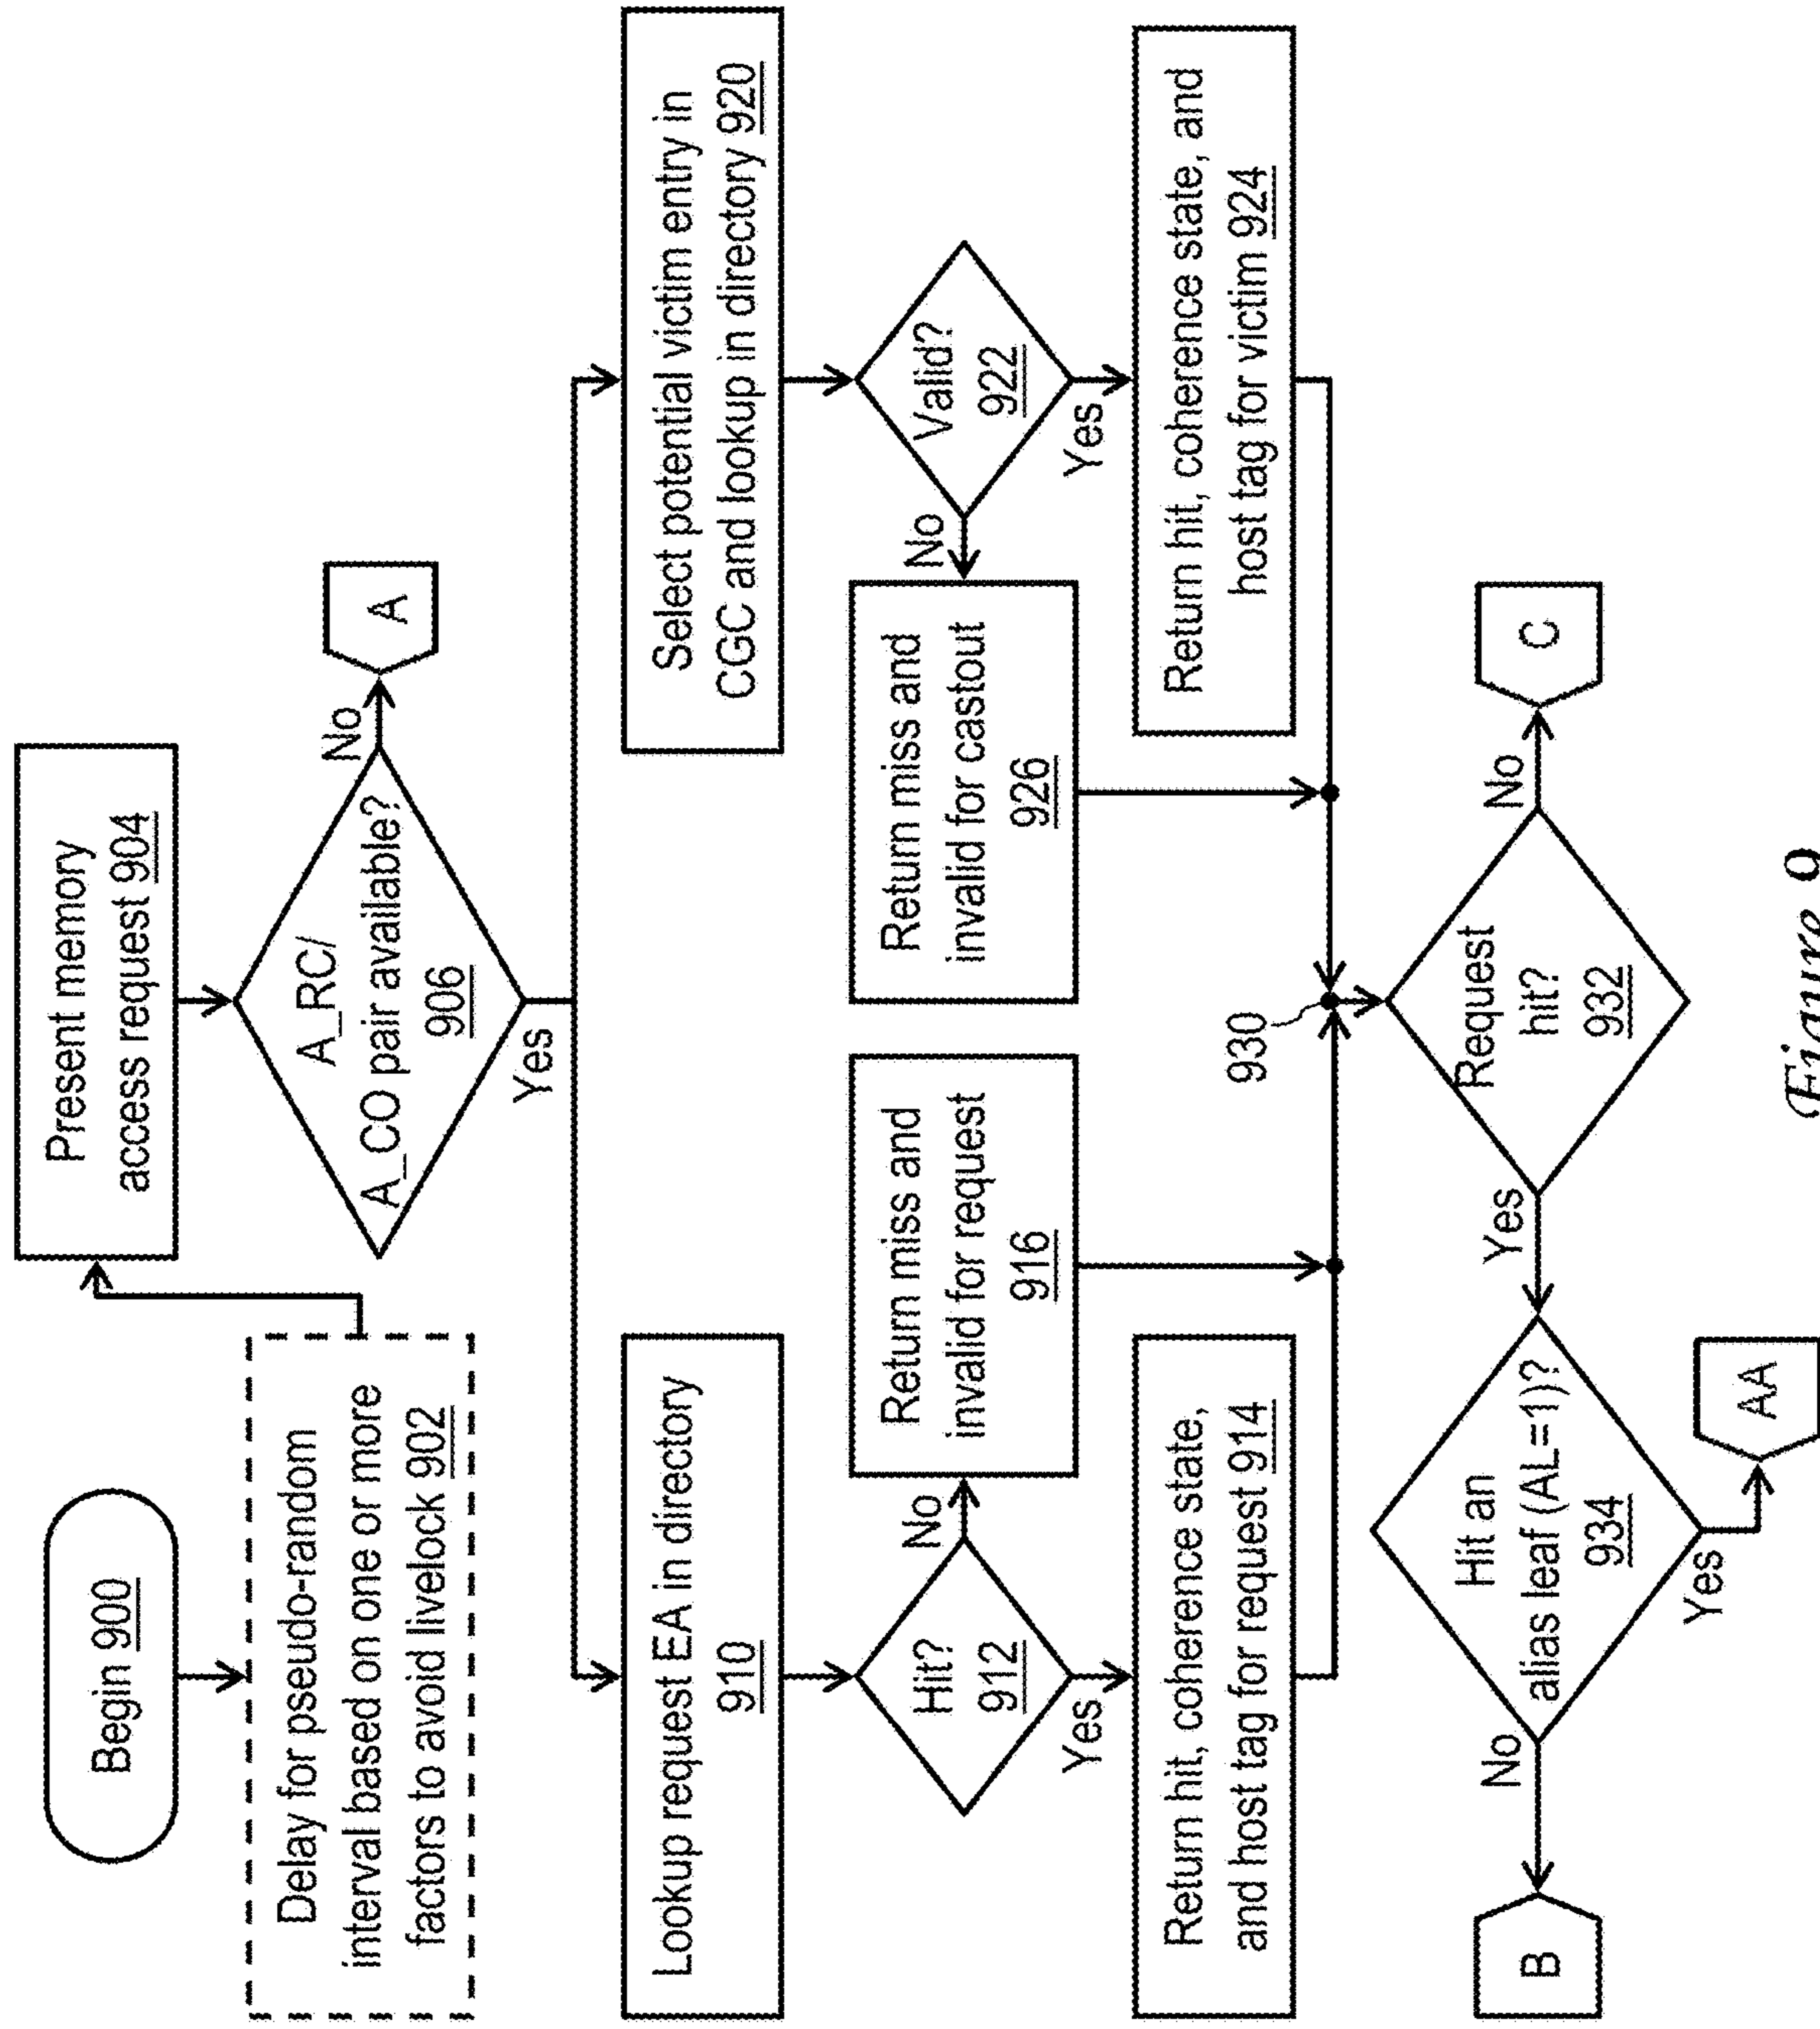 Begin 900
Delay for pseudo-random
interval based on one or more
factors to avoid livelock 902
Present memory
access request 904
A_RC/
A_CO pair available?
906
No
A
Yes
Lookup request EA in directory
910
Select potential victim entry in
CGC and lookup in directory 920
Hit?
912
No
Yes
Return miss and
invalid for request
916
Valid?
922
No
Yes
Return miss and
invalid for castout
926
Return hit, coherence state,
and host tag for request 914
Return hit, coherence state, and
host tag for victim 924
930
Request
hit?
932
No
C
Yes
Hit an
alias leaf (AL=1)?
934
No
B
Yes
AA
Figure 9